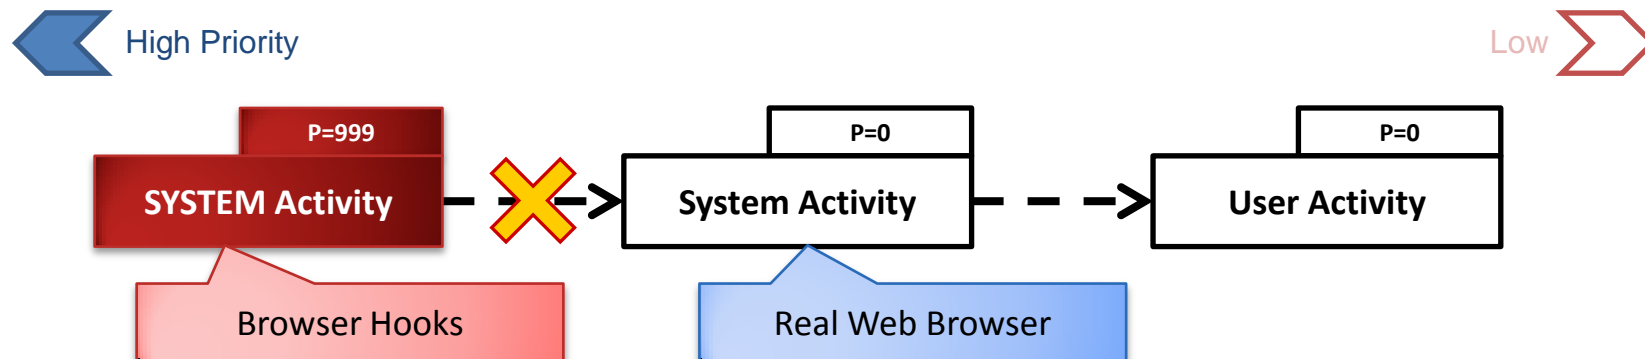 High Priority
Low
P=999
P=0
P=0
SYSTEM Activity
System Activity
User Activity
Browser Hooks
Real Web Browser